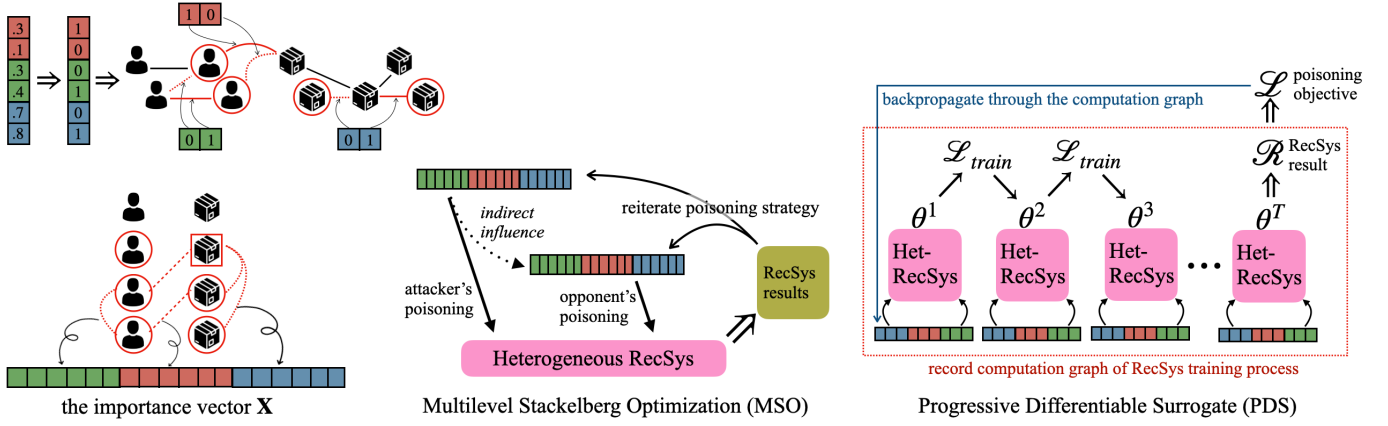 .3
.1
.3
.4
.7
.8
1
0
0
1
0
1
1 0
0 1
0 1
the importance vector X
indirect
influence
reiterate poisoning strategy
attacker's
poisoning
opponent's
poisoning
RecSys
results
Heterogeneous RecSys
Multilevel Stackelberg Optimization (MSO)
backpropagate through the computation graph
ℒ poisoning
objective
ℒ train
ℒ train
ℛ RecSys
result
θ¹
θ²
θ³
θᵀ
Het-
RecSys
Het-
RecSys
Het-
RecSys
•••
Het-
RecSys
record computation graph of RecSys training process
Progressive Differentiable Surrogate (PDS)